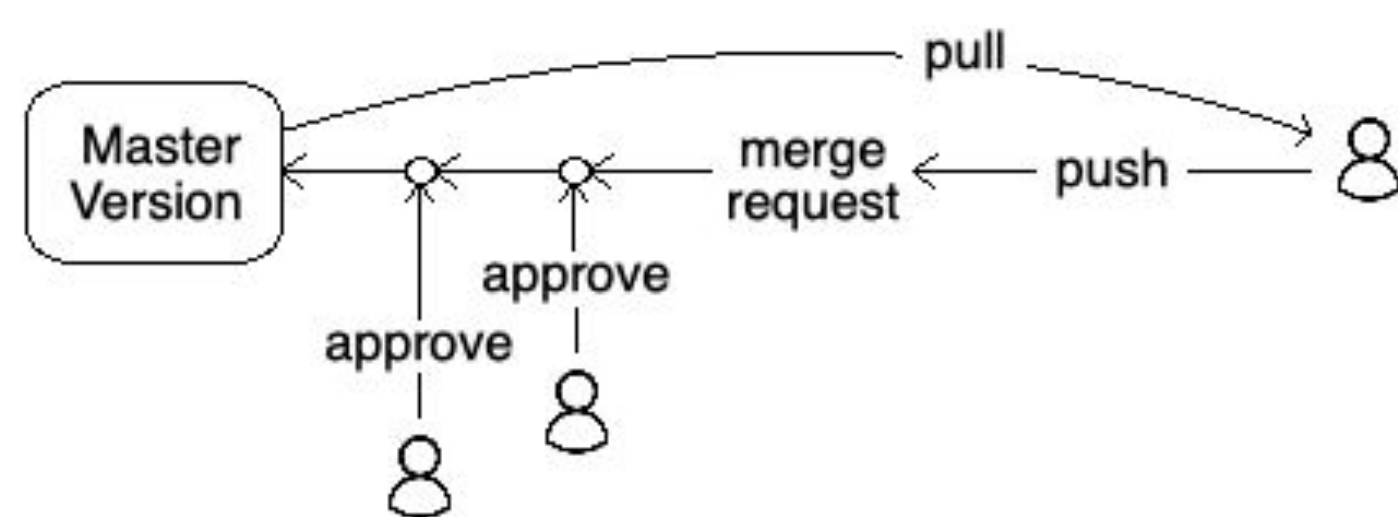 pull
Master
Version
merge
request
push
approve
approve